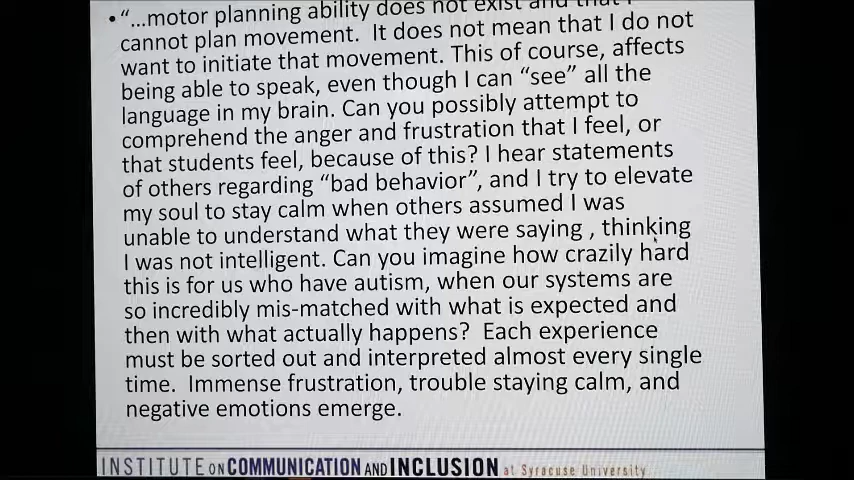 • “...motor planning ability does not exist and that I
cannot plan movement.  It does not mean that I do not
want to initiate that movement. This of course, affects
being able to speak, even though I can “see” all the
language in my brain. Can you possibly attempt to
comprehend the anger and frustration that I feel, or
that students feel, because of this? I hear statements
of others regarding “bad behavior”, and I try to elevate
my soul to stay calm when others assumed I was
unable to understand what they were saying , thinking
I was not intelligent. Can you imagine how crazily hard
this is for us who have autism, when our systems are
so incredibly mis-matched with what is expected and
then with what actually happens?  Each experience
must be sorted out and interpreted almost every single
time.  Immense frustration, trouble staying calm, and
negative emotions emerge.
INSTITUTE ON COMMUNICATION AND INCLUSION at Syracuse University